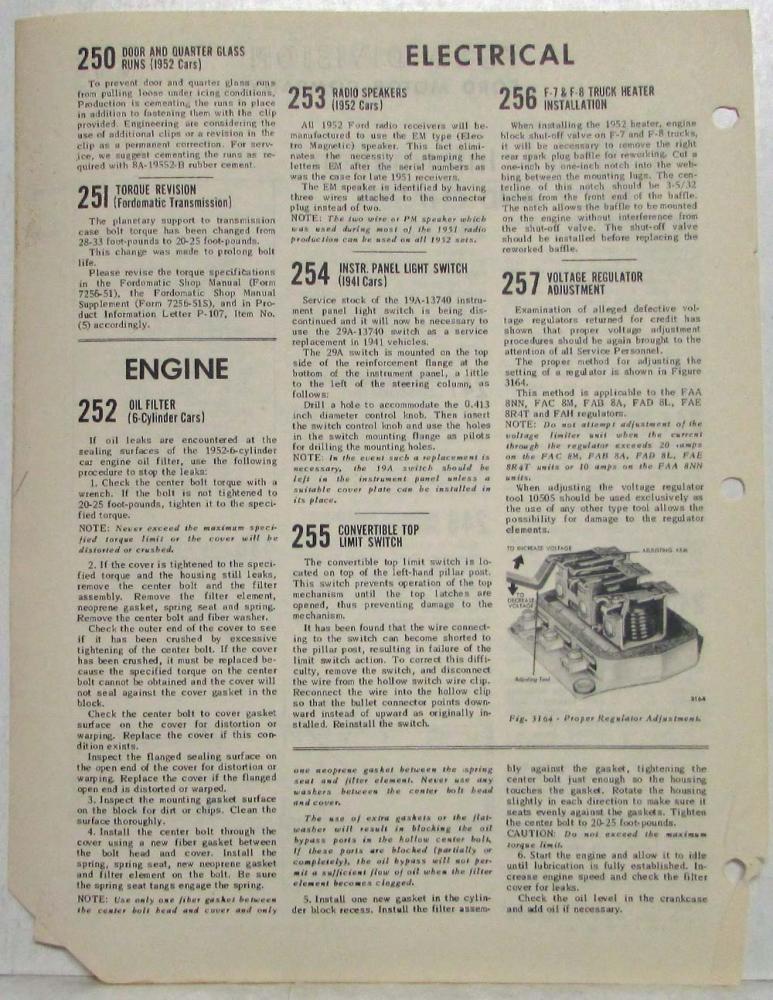 250 DOOR AND QUARTER GLASS
RUNS (1952 Cars)
To prevent door and quarter glass runs
from pulling loose under icing conditions,
Production is cementing the runs in place
in addition to fastening them with the clip
provided. Engineering are considering the
use of additional clips or a revision in the
clip as a permanent correction. For serv-
ice, we suggest cementing the runs as re-
quired with 8A-19552-B rubber cement.
251 TORQUE REVISION
(Fordomatic Transmission)
The planetary support to transmission
case bolt torque has been changed from
28-33 foot-pounds to 20-25 foot-pounds.
This change was made to prolong bolt
life.
Please revise the torque specifications
in the Fordomatic Shop Manual (Form
7256-51), the Fordomatic Shop Manual
Supplement (Form 7256-51S), and in Pro-
duct Information Letter P-107, Item No.
(5) accordingly.
ENGINE
252 OIL FILTER
(6-Cylinder Cars)
If oil leaks are encountered at the
sealing surfaces of the 1952-6-cylinder
car engine oil filter, use the following
procedure to stop the leaks:
1. Check the center bolt torque with a
wrench. If the bolt is not tightened to
20-25 foot-pounds, tighten it to the speci-
fied torque.
NOTE: Never exceed the maximum speci-
fied torque limit or the cover will be
distorted or crushed.
2. If the cover is tightened to the speci-
fied torque and the housing still leaks,
remove the center bolt and the filter
assembly. Remove the filter element,
neoprene gasket, spring seat and spring.
Remove the center bolt and fiber washer.
Check the outer end of the cover to see
if it has been crushed by excessive
tightening of the center bolt. If the cover
has been crushed, it must be replaced be-
cause the specified torque on the center
bolt cannot be obtained and the cover will
not seal against the cover gasket in the
block.
Check the center bolt to cover gasket
surface on the cover for distortion or
warping. Replace the cover if this con-
dition exists.
Inspect the flanged sealing surface on
the open end of the cover for distortion or
warping. Replace the cover if the flanged
open end is distorted or warped.
3. Inspect the mounting gasket surface
on the block for dirt or chips. Clean the
surface thoroughly.
4. Install the center bolt through the
cover using a new fiber gasket between
the bolt head and cover. Install the
spring, spring seat, new neoprene gasket
and filter element on the bolt. Be sure
the spring seat tangs engage the spring.
NOTE: Use only one fiber gasket between
the center bolt head and cover and only
ELECTRICAL
253 RADIO SPEAKERS
(1952 Cars)
All 1952 Ford radio receivers will be
manufactured to use the EM type (Elec-
tro Magnetic) speaker. This fact elimi-
nates the necessity of stamping the
letters EM after the serial numbers as
was the case for late 1951 receivers.
The EM speaker is identified by having
three wires attached to the connector
plug instead of two.
NOTE: The two wire or PM speaker which
was used during most of the 1951 radio
production can be used on all 1952 sets.
254 INSTR. PANEL LIGHT SWITCH
(1941 Cars)
Service stock of the 19A-13740 instru-
ment panel light switch is being dis-
continued and it will now be necessary to
use the 29A-13740 switch as a service
replacement in 1941 vehicles.
The 29A switch is mounted on the top
side of the reinforcement flange at the
bottom of the instrument panel, a little
to the left of the steering column, as
follows:
Drill a hole to accommodate the 0.413
inch diameter control knob. Then insert
the switch control knob and use the holes
in the switch mounting flange as pilots
for drilling the mounting holes.
NOTE: In the event such a replacement is
necessary, the 19A switch should be
left in the instrument panel unless a
suitable cover plate can be installed in
its place.
255 CONVERTIBLE TOP
LIMIT SWITCH
The convertible top limit switch is lo-
cated on top of the left-hand pillar post.
This switch prevents operation of the top
mechanism until the top latches are
opened, thus preventing damage to the
mechanism.
It has been found that the wire connect-
ing to the switch can become shorted to
the pillar post, resulting in failure of the
limit switch action. To correct this diffi-
culty, remove the switch, and disconnect
the wire from the hollow switch wire clip.
Reconnect the wire into the hollow clip
so that the bullet connector points down-
ward instead of upward as originally in-
stalled. Reinstall the switch.
256 F-7 & F-8 TRUCK HEATER
INSTALLATION
When installing the 1952 heater, engine
block shut-off valve on F-7 and F-8 trucks,
it will be necessary to remove the right
rear spark plug baffle for reworking. Cut a
one-inch by one-inch notch into the web-
bing between the mounting lugs. The cen-
terline of this notch should be 3-5/32
inches from the front end of the baffle.
The notch allows the baffle to be mounted
on the engine without interference from
the shut-off valve. The shut-off valve
should be installed before replacing the
reworked baffle.
257 VOLTAGE REGULATOR
ADJUSTMENT
Examination of alleged defective vol-
tage regulators returned for credit has
shown that proper voltage adjustment
procedures should be again brought to the
attention of all Service Personnel.
The proper method for adjusting the
setting of a regulator is shown in Figure
3164.
This method is applicable to the FAA
8NN, FAC 8M, FAB 8A, FAD 8L, FAE
8R4T and FAH regulators.
NOTE: Do not attempt adjustment of the
voltage limiter unit when the current
through the regulator exceeds 20 amps
on the FAC 8M, FAB 8A, FAD 8L, FAE
8R4T units or 10 amps on the FAA 8NN
units.
When adjusting the voltage regulator
tool 10505 should be used exclusively as
the use of any other type tool allows the
possibility for damage to the regulator
elements.
TO INCREASE VOLTAGE
ADJUSTING ARM
TO
DECREASE
VOLTAGE
Adjusting Tool
3164
Fig. 3164 - Proper Regulator Adjustment.
one neoprene gasket between the spring
seat and filter element. Never use any
washers between the center bolt head
and cover.
The use of extra gaskets or the flat-
washer will result in blocking the oil
bypass ports in the hollow center bolt.
If these ports are blocked (partially or
completely), the oil bypass will not per-
mit a sufficient flow of oil when the filter
element becomes clogged.
5. Install one new gasket in the cylin-
der block recess. Install the filter assem-
bly against the gasket, tightening the
center bolt just enough so the housing
touches the gasket. Rotate the housing
slightly in each direction to make sure it
seats evenly against the gaskets. Tighten
the center bolt to 20-25 foot-pounds.
CAUTION: Do not exceed the maximum
torque limit.
6. Start the engine and allow it to idle
until lubrication is fully established. In-
crease engine speed and check the filter
cover for leaks.
Check the oil level in the crankcase
and add oil if necessary.